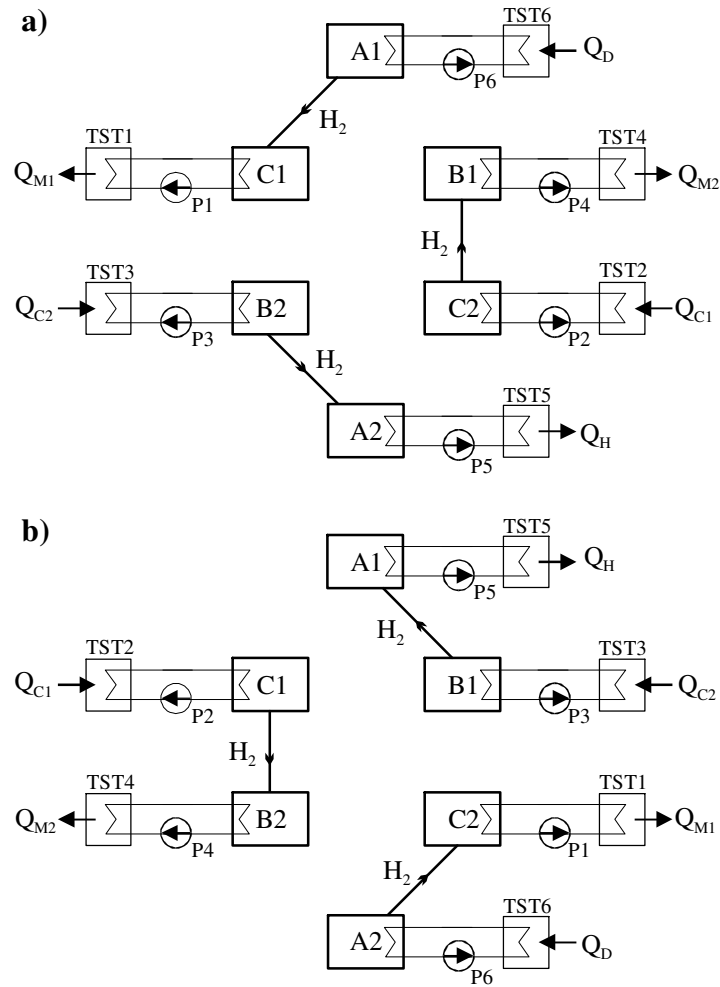 a)
TST6
A1
Q_D
P6
H₂
TST1
TST4
Q_M1
C1
B1
Q_M2
P1
P4
H₂
TST3
TST2
Q_C2
B2
C2
Q_C1
P3
P2
H₂
TST5
A2
Q_H
P5
b)
TST5
A1
Q_H
P5
H₂
TST2
TST3
Q_C1
C1
B1
Q_C2
P2
P3
H₂
TST4
TST1
Q_M2
B2
C2
Q_M1
P4
P1
H₂
TST6
A2
Q_D
P6